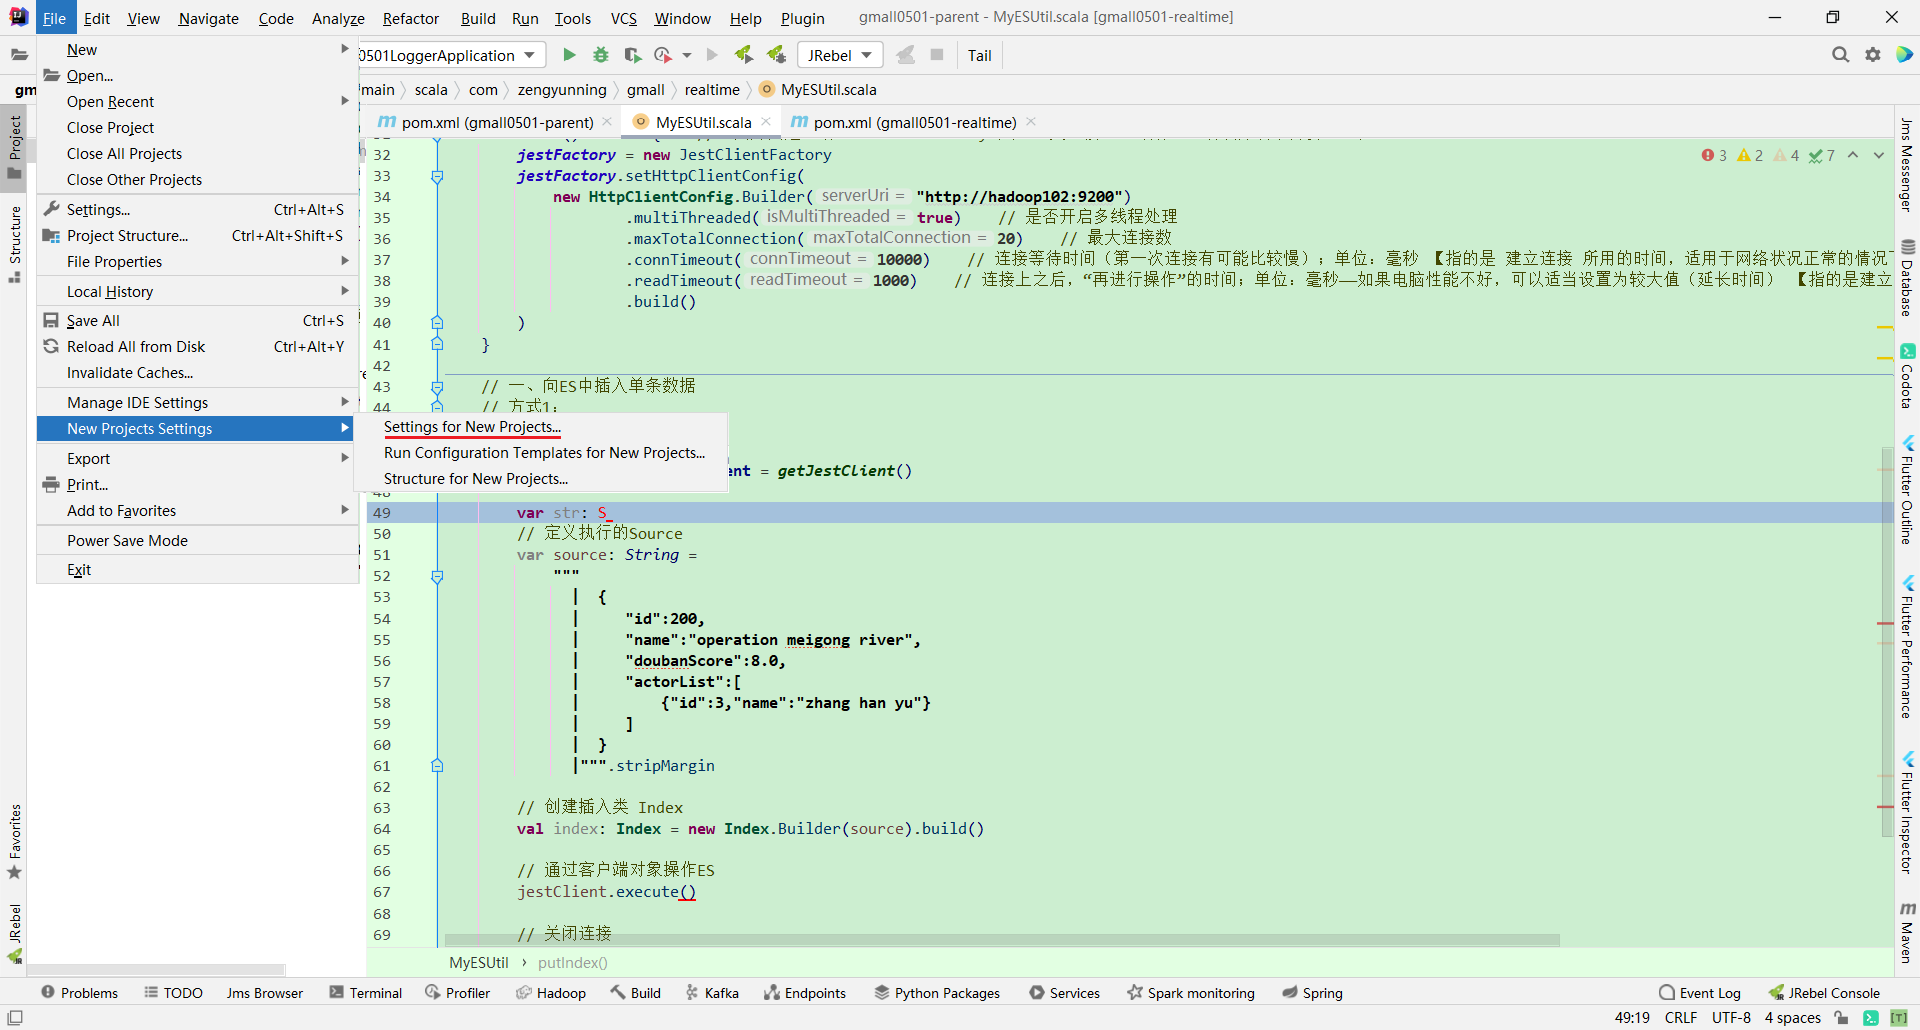 File Edit View Navigate Code Analyze Refactor Build Run Tools VCS Window Help Plugin gmall0501-parent - MyESUtil.scala [gmall0501-realtime]
0501LoggerApplication JRebel Tail
gm main scala com zengyunning gmall realtime MyESUtil.scala
pom.xml (gmall0501-parent) MyESUtil.scala pom.xml (gmall0501-realtime)
New
Open...
Open Recent
Close Project
Close All Projects
Close Other Projects
Settings... Ctrl+Alt+S
Project Structure... Ctrl+Alt+Shift+S
File Properties
Local History
Save All Ctrl+S
Reload All from Disk Ctrl+Alt+Y
Invalidate Caches...
Manage IDE Settings
New Projects Settings
Export
Print...
Add to Favorites
Power Save Mode
Exit
Settings for New Projects...
Run Configuration Templates for New Projects...
Structure for New Projects...
Project
Structure
Favorites
JRebel
3 2 4 7
32 jestFactory = new JestClientFactory
33 jestFactory.setHttpClientConfig(
34 new HttpClientConfig.Builder( serverUri = "http://hadoop102:9200")
35 .multiThreaded( isMultiThreaded = true) // 是否开启多线程处理
36 .maxTotalConnection( maxTotalConnection = 20) // 最大连接数
37 .connTimeout( connTimeout = 10000) // 连接等待时间（第一次连接有可能比较慢）；单位：毫秒 【指的是 建立连接 所用的时间，适用于网络状况正常的情况下
38 .readTimeout( readTimeout = 1000) // 连接上之后，“再进行操作”的时间；单位：毫秒——如果电脑性能不好，可以适当设置为较大值（延长时间） 【指的是建立
39 .build()
40 )
41 }
42
43 // 一、向ES中插入单条数据
44 // 方式1：
ent = getJestClient()
48
49 var str: S
50 // 定义执行的Source
51 var source: String =
52 """
53 | {
54 | "id":200,
55 | "name":"operation meigong river",
56 | "doubanScore":8.0,
57 | "actorList":[
58 | {"id":3,"name":"zhang han yu"}
59 | ]
60 | }
61 |""".stripMargin
62
63 // 创建插入类 Index
64 val index: Index = new Index.Builder(source).build()
65
66 // 通过客户端对象操作ES
67 jestClient.execute()
68
69 // 关闭连接
MyESUtil › putIndex()
Jms Messenger
Database
Codota
Flutter Outline
Flutter Performance
Flutter Inspector
Maven
Problems TODO Jms Browser Terminal Profiler Hadoop Build Kafka Endpoints Python Packages Services Spark monitoring Spring Event Log JRebel Console
49:19 CRLF UTF-8 4 spaces